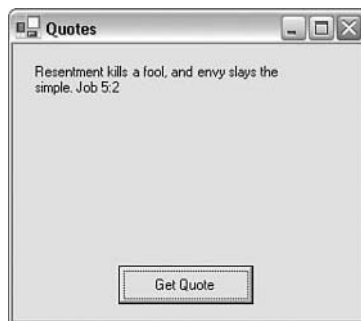 Quotes
Resentment kills a fool, and envy slays the
simple. Job 5:2
Get Quote